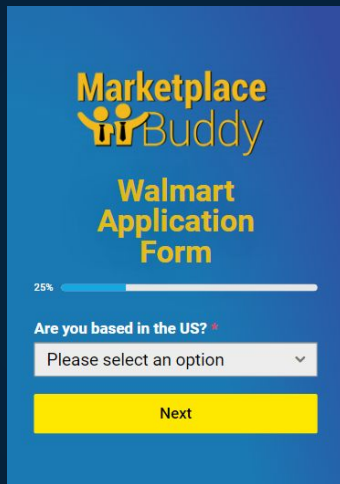 Marketplace
Buddy
Walmart
Application
Form
25%
Are you based in the US? *
Please select an option
Next